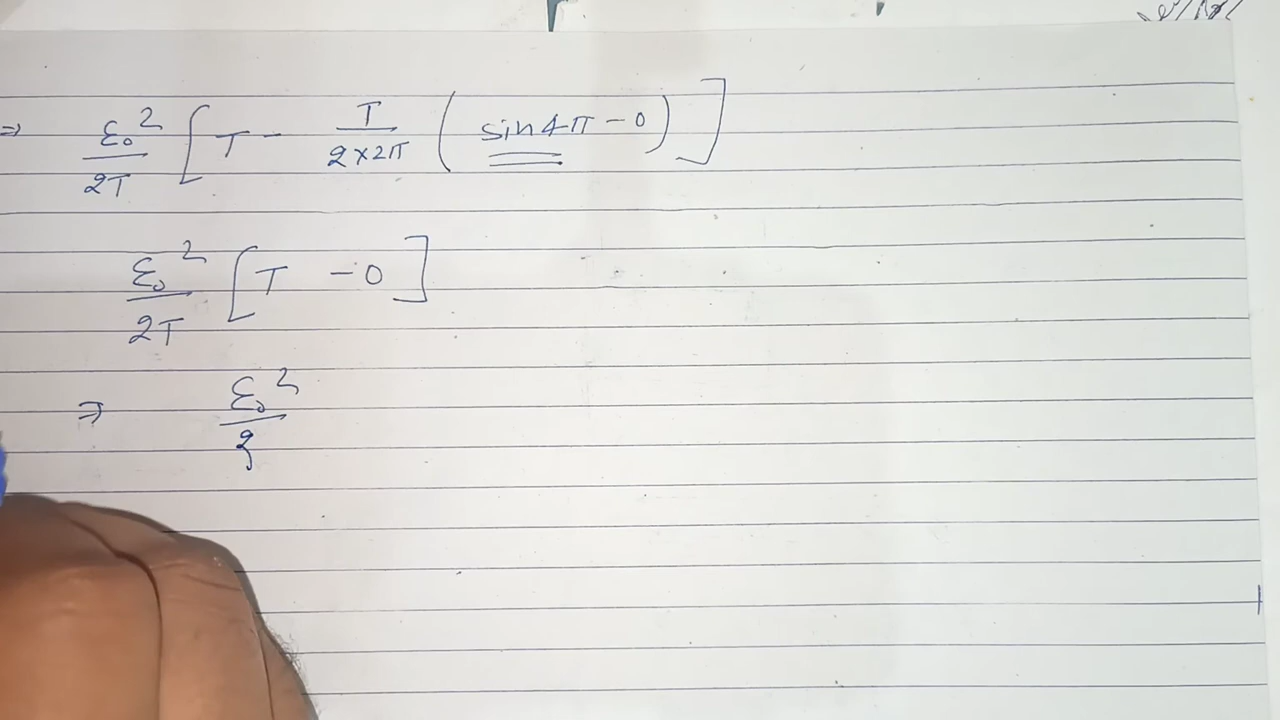 ⇒ ε₀²/2T [ T - T/2×2π ( sin4π - 0 ) ]
ε₀²/2T [ T - 0 ]
⇒ ε₀²/2